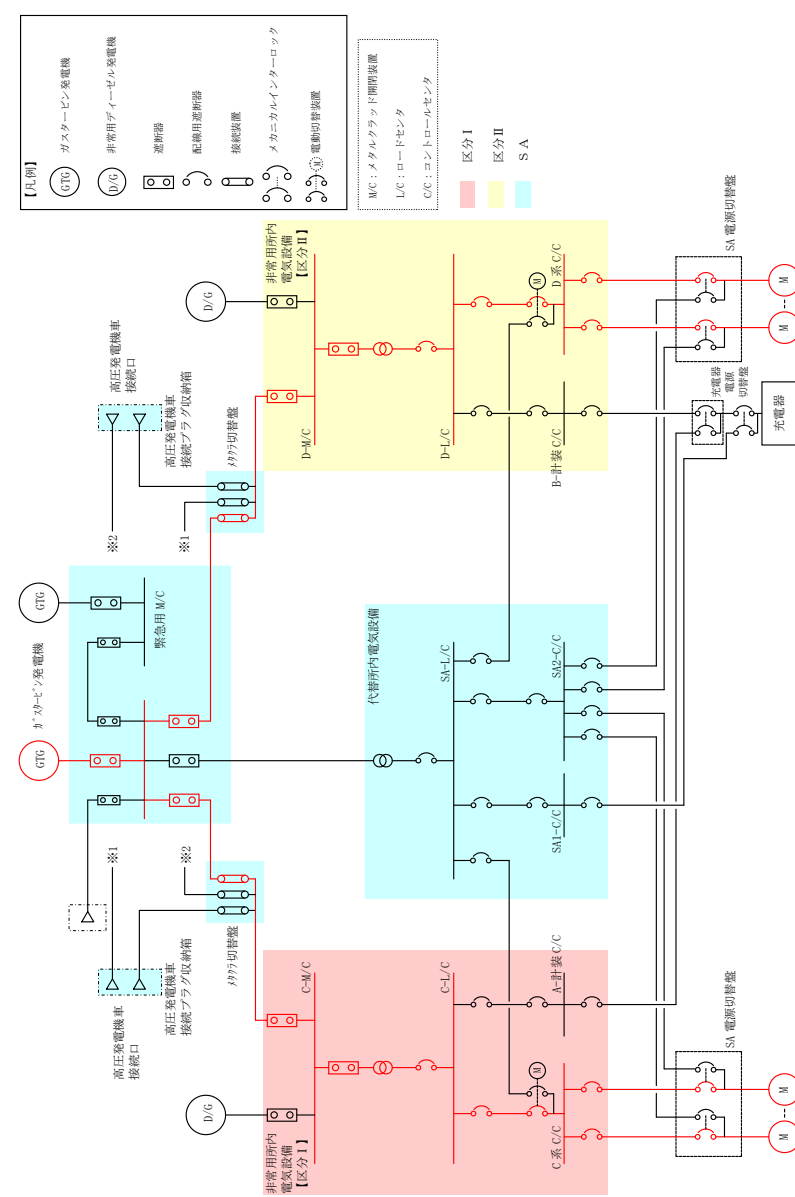 【凡例】
GTG
ガスタービン発電機
D/G
非常用ディーゼル発電機
遮断器
配線用遮断器
接続装置
メカニカルインターロック
M
電動切替装置
M/C：メタルクラッド開閉装置
L/C：ロードセンタ
C/C：コントロールセンタ
区分Ⅰ
区分Ⅱ
ＳＡ
高圧発電機車
接続口
高圧発電機車
接続プラグ収納箱
※1
※2
メタクラ切替盤
ガスタービン発電機
GTG
GTG
緊急用 M/C
※2
※1
高圧発電機車
接続口
高圧発電機車
接続プラグ収納箱
メタクラ切替盤
D/G
非常用所内
電気設備
【区分Ⅰ】
C-M/C
C-L/C
C 系 C/C
M
A-計装 C/C
代替所内電気設備
SA-L/C
SA1-C/C
SA2-C/C
D/G
非常用所内
電気設備
【区分Ⅱ】
D-M/C
D-L/C
B-計装 C/C
M
D 系 C/C
SA 電源切替盤
M
M
充電器
電源
切替盤
充電器
SA 電源切替盤
M
M